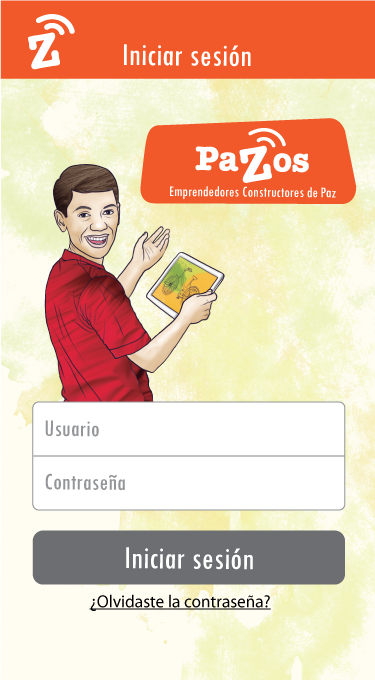 Z
Iniciar sesión
PaZos
Emprendedores Constructores de Paz
Usuario
Contraseña
Iniciar sesión
¿Olvidaste la contraseña?